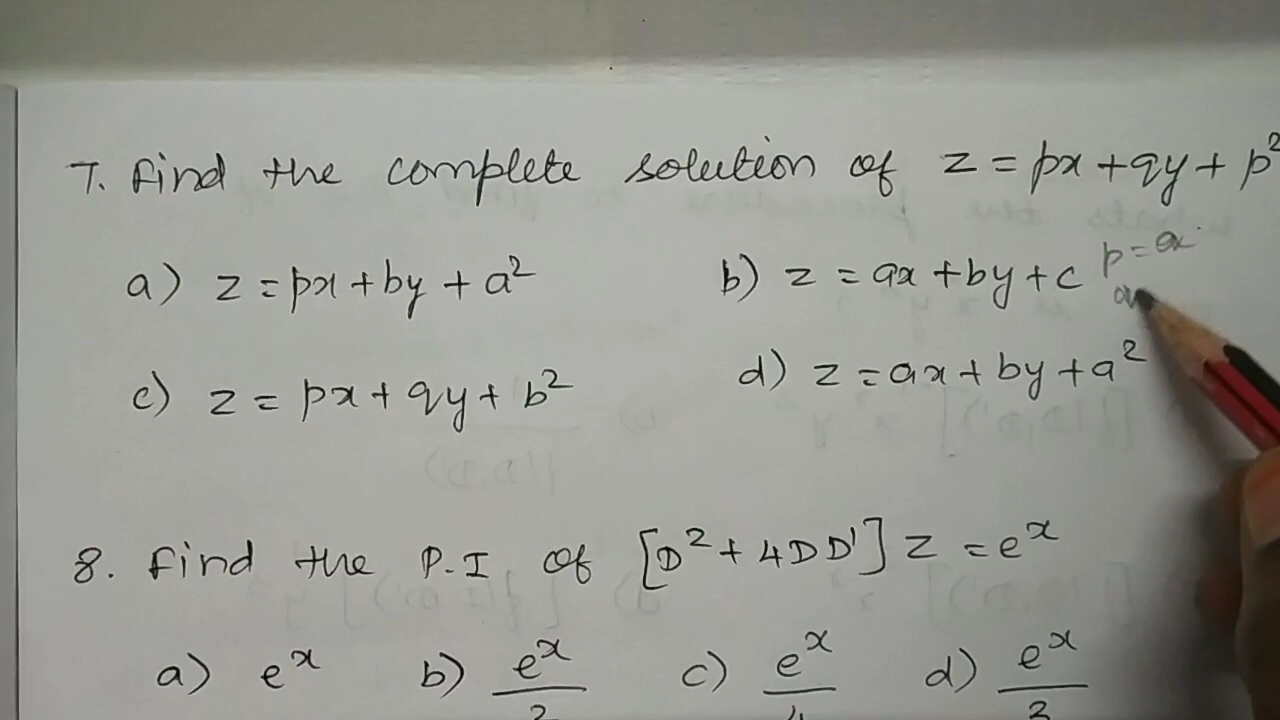 7. Find the complete solution of z = px + qy + p²
p = a
a) z = px + by + a² b) z = ax + by + c
c) z = px + qy + b² d) z = ax + by + a²
8. Find the P.I of [D² + 4DD'] z = eˣ
a) eˣ b) eˣ/2 c) eˣ/4 d) eˣ/3